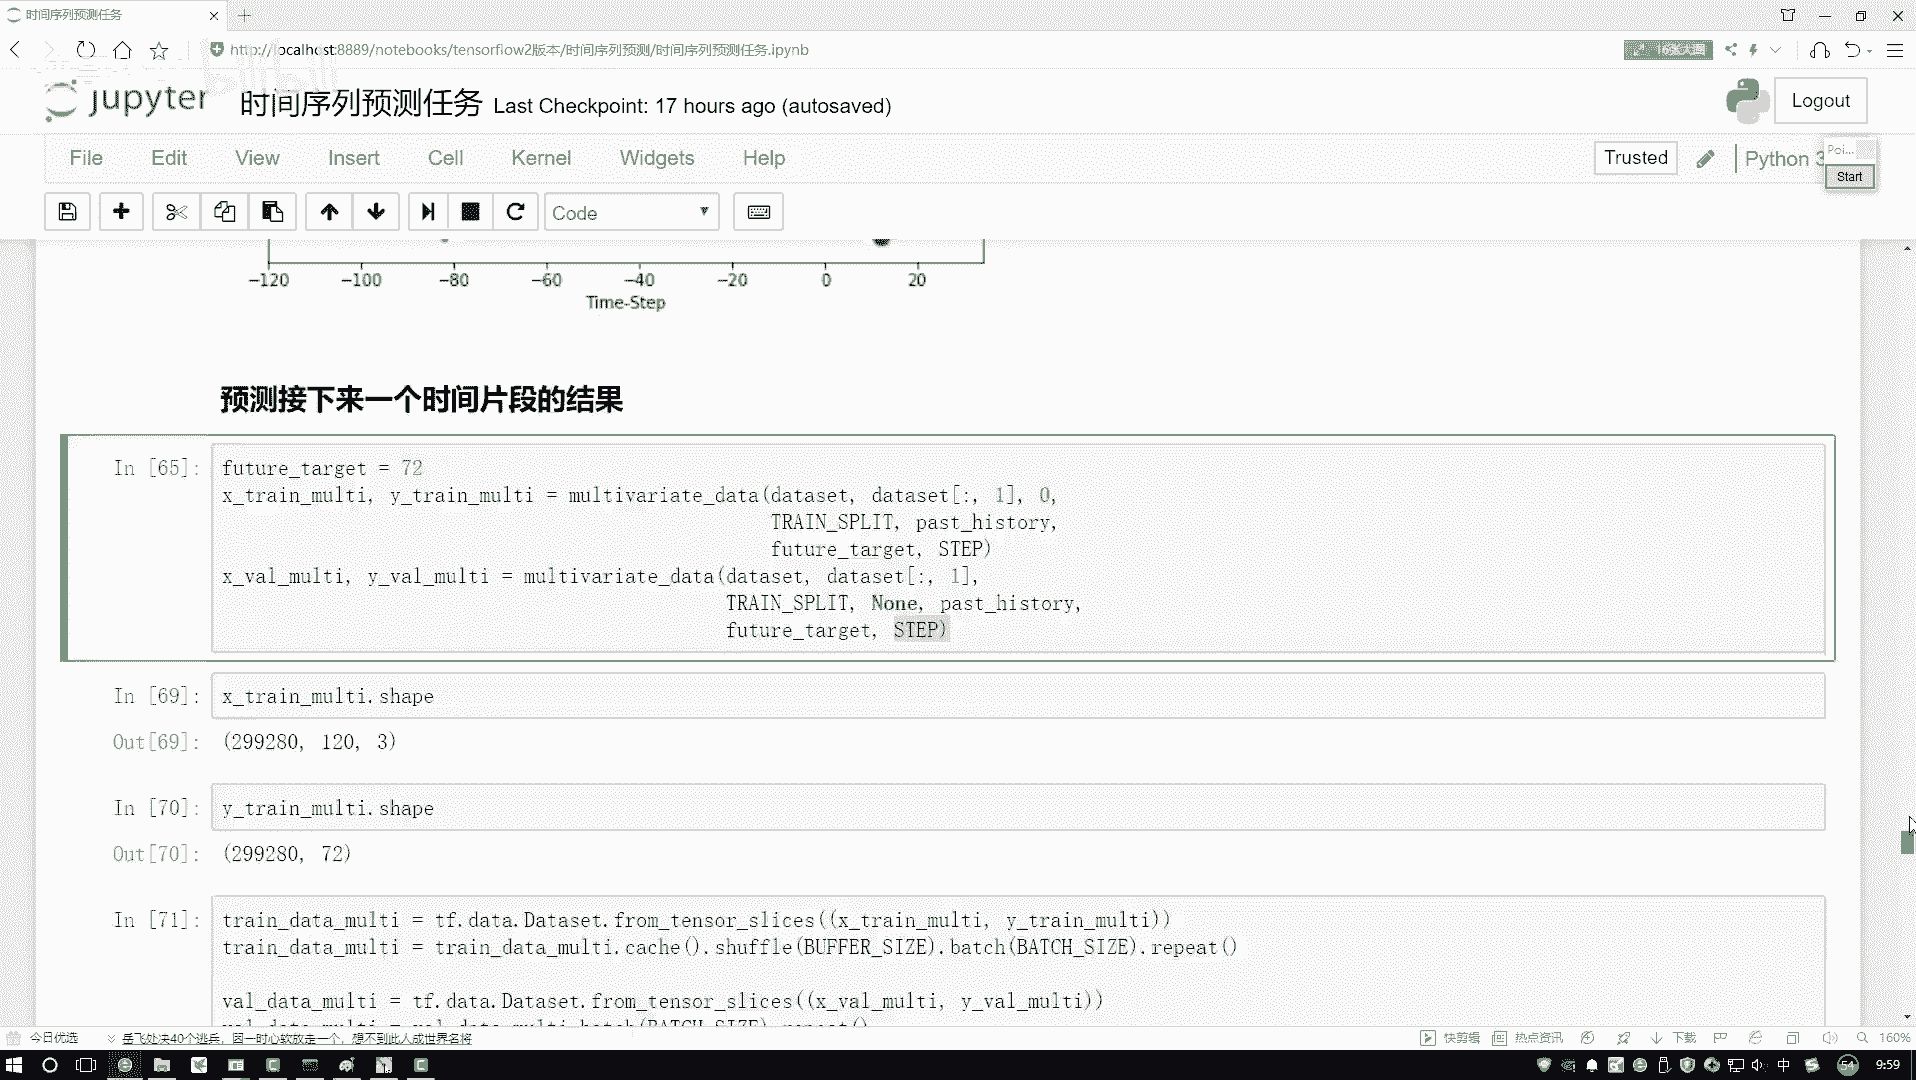 时间序列预测任务
http://localhost:8889/notebooks/tensorflow2版本/时间序列预测/时间序列预测任务.ipynb
jupyter 时间序列预测任务 Last Checkpoint: 17 hours ago (autosaved)
Logout
File Edit View Insert Cell Kernel Widgets Help
Trusted
Python 3
Poi...
Start
Code
−120 −100 −80 −60 −40 −20 0 20
Time-Step
预测接下来一个时间片段的结果
In [65]: future_target = 72
x_train_multi, y_train_multi = multivariate_data(dataset, dataset[:, 1], 0,
TRAIN_SPLIT, past_history,
future_target, STEP)
x_val_multi, y_val_multi = multivariate_data(dataset, dataset[:, 1],
TRAIN_SPLIT, None, past_history,
future_target, STEP)
In [69]: x_train_multi.shape
Out[69]: (299280, 120, 3)
In [70]: y_train_multi.shape
Out[70]: (299280, 72)
In [71]: train_data_multi = tf.data.Dataset.from_tensor_slices((x_train_multi, y_train_multi))
train_data_multi = train_data_multi.cache().shuffle(BUFFER_SIZE).batch(BATCH_SIZE).repeat()
val_data_multi = tf.data.Dataset.from_tensor_slices((x_val_multi, y_val_multi))
val_data_multi = val_data_multi.batch(BATCH_SIZE).repeat()
今日优选 岳飞处决40个逃兵，因一时心软放走一个，想不到此人成世界名将
快剪辑 热点资讯 下载 160%
中 54 9:59